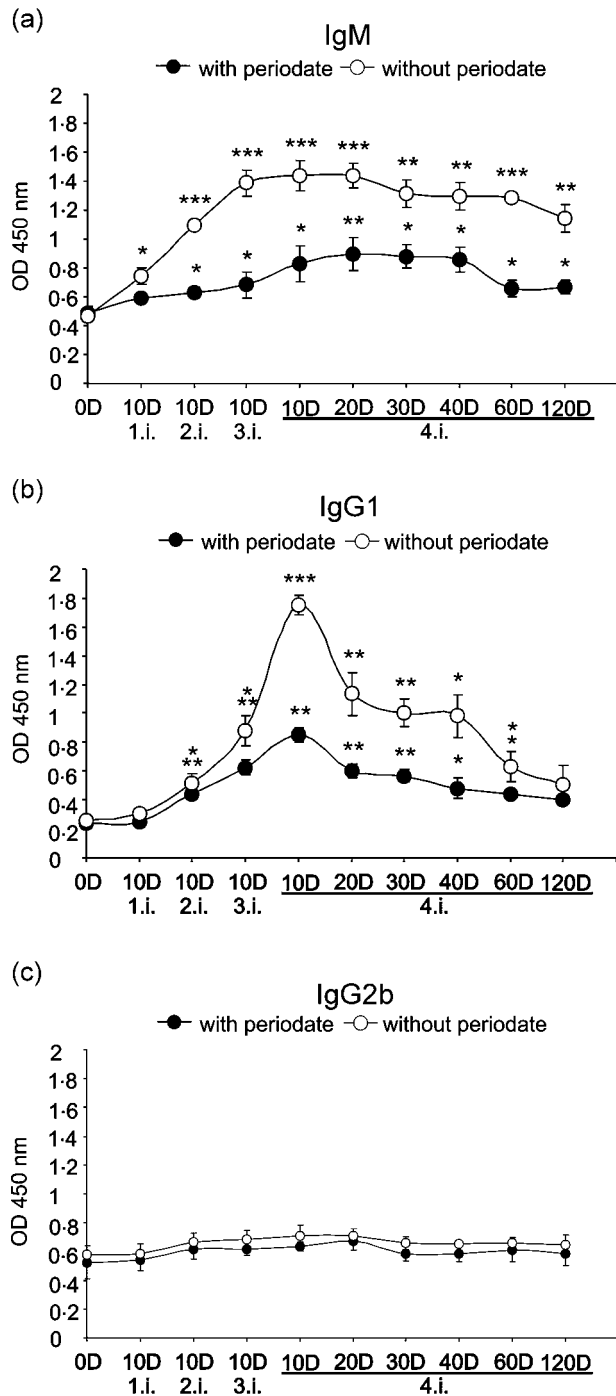 (a)
IgM
with periodate without periodate
2
1·8
1·6
1·4
1·2
1
0·8
0·6
0·4
0·2
0
OD 450 nm
* *** *** *** *** ** ** *** **
* * * * ** * * * *
0D 10D 10D 10D 10D 20D 30D 40D 60D 120D
1.i. 2.i. 3.i. 4.i.
(b)
IgG1
with periodate without periodate
2
1·8
1·6
1·4
1·2
1
0·8
0·6
0·4
0·2
0
OD 450 nm
*** ** ** *
* ** * ** ** ** ** * * *
0D 10D 10D 10D 10D 20D 30D 40D 60D 120D
1.i. 2.i. 3.i. 4.i.
(c)
IgG2b
with periodate without periodate
2
1·8
1·6
1·4
1·2
1
0·8
0·6
0·4
0·2
0
OD 450 nm
0D 10D 10D 10D 10D 20D 30D 40D 60D 120D
1.i. 2.i. 3.i. 4.i.